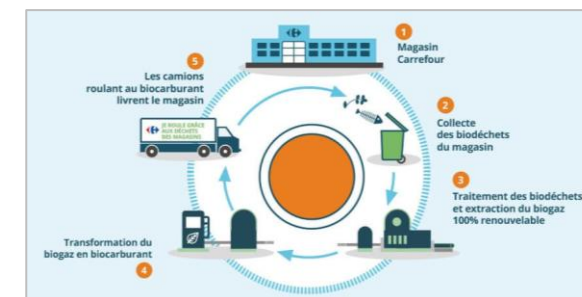 1
Magasin
Carrefour
2
Collecte
des biodéchets
du magasin
3
Traitement des biodéchets
et extraction du biogaz
100% renouvelable
Transformation du
biogaz en biocarburant
4
5
Les camions
roulant au biocarburant
livrent le magasin
JE ROULE GRÂCE
AUX DÉCHETS
DES MAGASINS